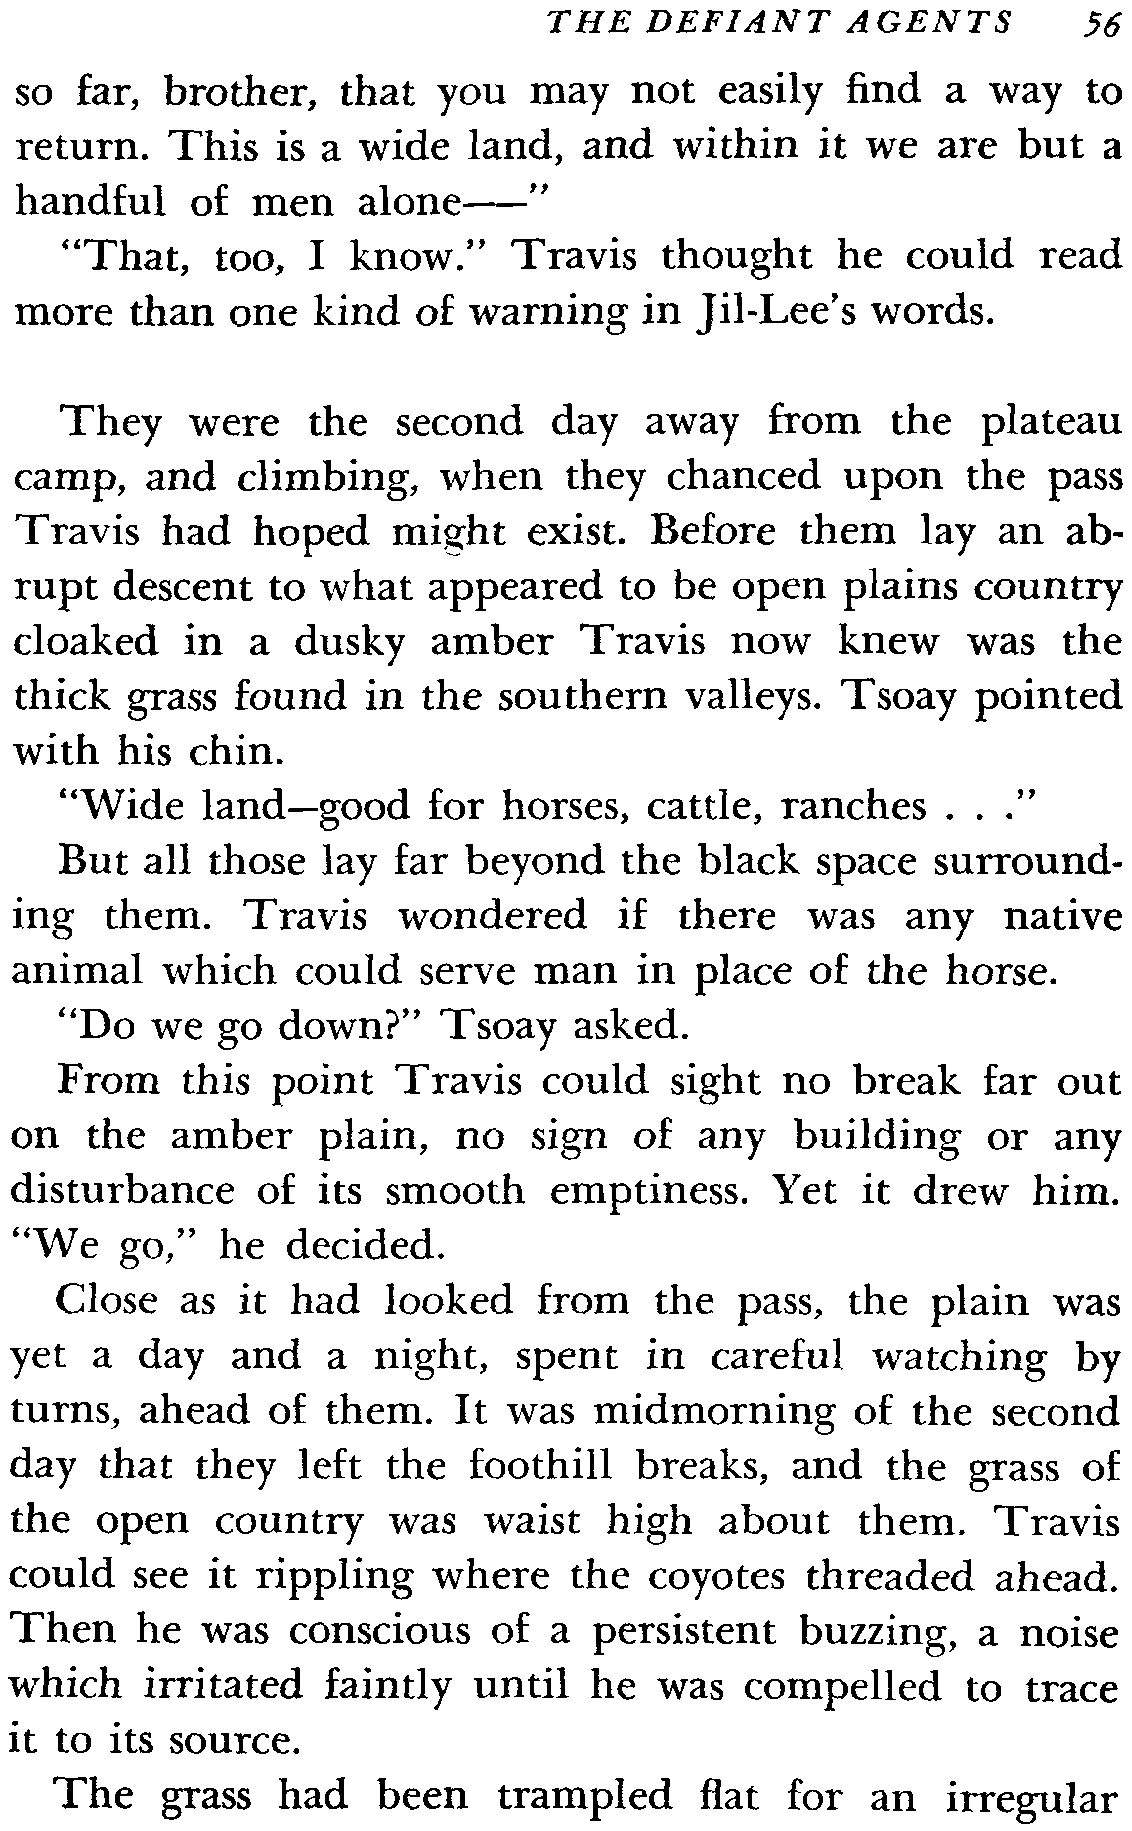 THE DEFIANT AGENTS 56
so far, brother, that you may not easily find a way to
return. This is a wide land, and within it we are but a
handful of men alone——”
“That, too, I know.” Travis thought he could read
more than one kind of warning in Jil-Lee’s words.
They were the second day away from the plateau
camp, and climbing, when they chanced upon the pass
Travis had hoped might exist. Before them lay an ab-
rupt descent to what appeared to be open plains country
cloaked in a dusky amber Travis now knew was the
thick grass found in the southern valleys. Tsoay pointed
with his chin.
“Wide land—good for horses, cattle, ranches . . .”
But all those lay far beyond the black space surround-
ing them. Travis wondered if there was any native
animal which could serve man in place of the horse.
“Do we go down?” Tsoay asked.
From this point Travis could sight no break far out
on the amber plain, no sign of any building or any
disturbance of its smooth emptiness. Yet it drew him.
“We go,” he decided.
Close as it had looked from the pass, the plain was
yet a day and a night, spent in careful watching by
turns, ahead of them. It was midmorning of the second
day that they left the foothill breaks, and the grass of
the open country was waist high about them. Travis
could see it rippling where the coyotes threaded ahead.
Then he was conscious of a persistent buzzing, a noise
which irritated faintly until he was compelled to trace
it to its source.
The grass had been trampled flat for an irregular